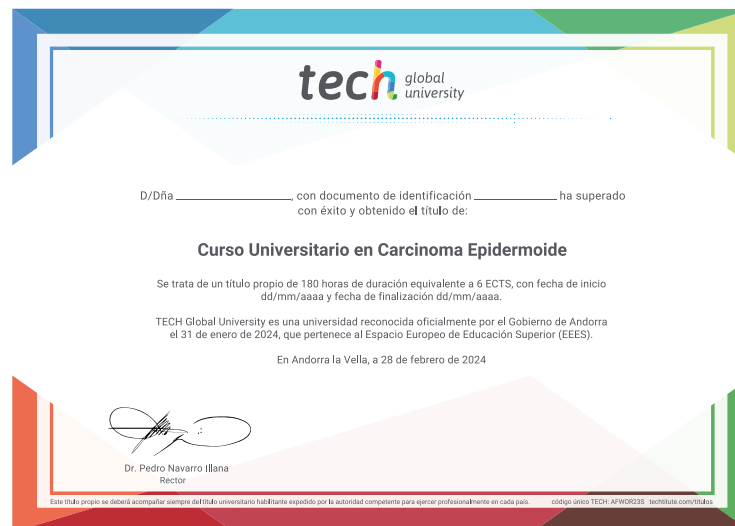 tech global university
D/Dña ____________, con documento de identificación ____________ ha superado
con éxito y obtenido el título de:
Curso Universitario en Carcinoma Epidermoide
Se trata de un título propio de 180 horas de duración equivalente a 6 ECTS, con fecha de inicio
dd/mm/aaaa y fecha de finalización dd/mm/aaaa.
TECH Global University es una universidad reconocida oficialmente por el Gobierno de Andorra
el 31 de enero de 2024, que pertenece al Espacio Europeo de Educación Superior (EEES).
En Andorra la Vella, a 28 de febrero de 2024
Dr. Pedro Navarro Illana
Rector
Este título propio se deberá acompañar siempre del título universitario habilitante expedido por la autoridad competente para ejercer profesionalmente en cada país. código único TECH: AFWOR23S techtitute.com/titulos